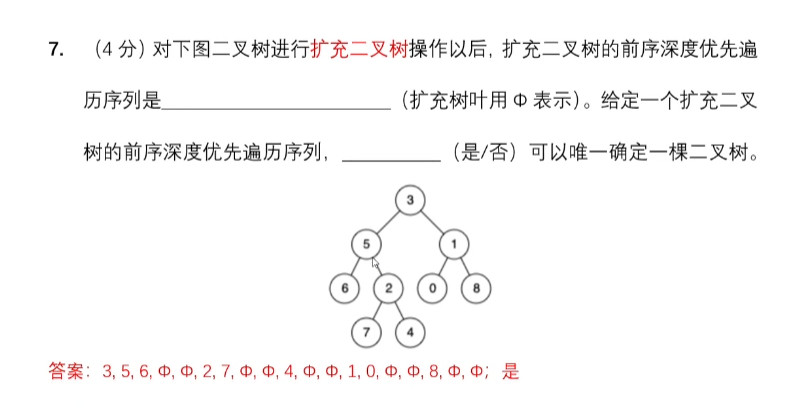 7. （4 分）对下图二叉树进行扩充二叉树操作以后, 扩充二叉树的前序深度优先遍
历序列是____________________（扩充树叶用 Φ 表示）。给定一个扩充二叉
树的前序深度优先遍历序列，_________（是/否）可以唯一确定一棵二叉树。
3
5 1
6 2 0 8
7 4
答案：3, 5, 6, Φ, Φ, 2, 7, Φ, Φ, 4, Φ, Φ, 1, 0, Φ, Φ, 8, Φ, Φ；是